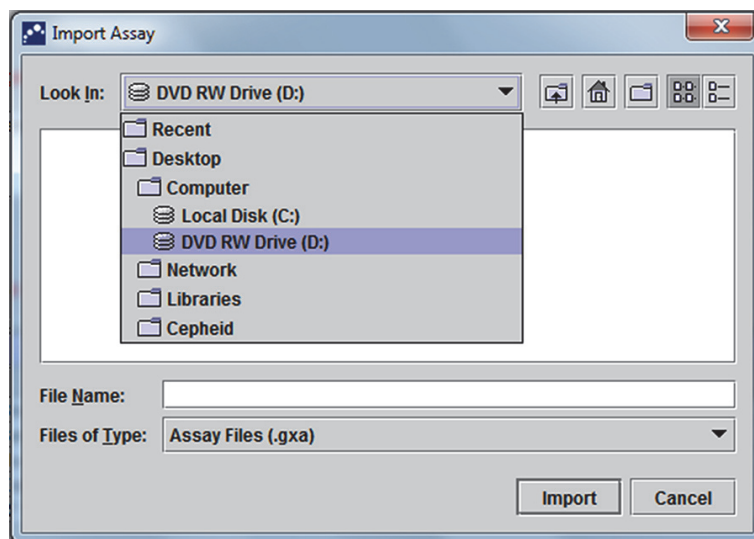 Import Assay
Look In: DVD RW Drive (D:)
Recent
Desktop
Computer
Local Disk (C:)
DVD RW Drive (D:)
Network
Libraries
Cepheid
File Name:
Files of Type: Assay Files (.gxa)
Import Cancel